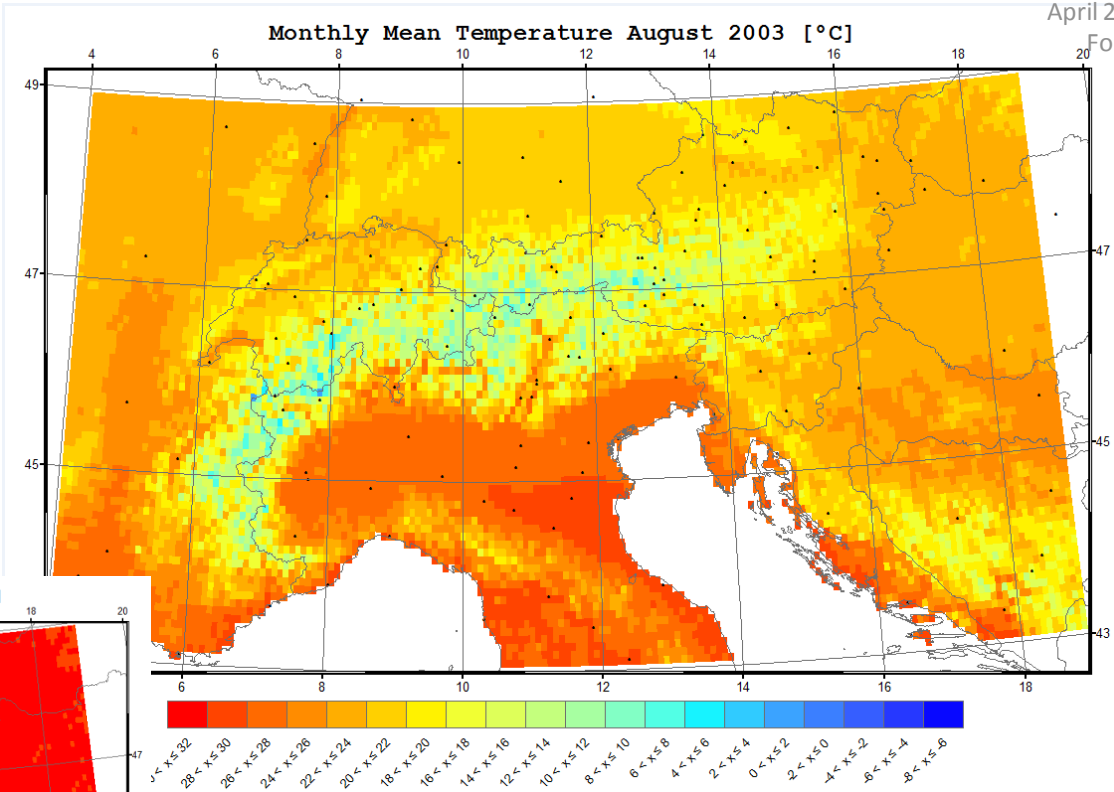 April 2
Monthly Mean Temperature August 2003 [°C]
Fo
4 6 8 10 12 14 16 18 20
49
47 47
45 45
43
18 20
6 8 10 12 14 16 18
47
< x ≤ 32
28 < x ≤ 30
26 < x ≤ 28
24 < x ≤ 26
22 < x ≤ 24
20 < x ≤ 22
18 < x ≤ 20
16 < x ≤ 18
14 < x ≤ 16
12 < x ≤ 14
10 < x ≤ 12
8 < x ≤ 10
6 < x ≤ 8
4 < x ≤ 6
2 < x ≤ 4
0 < x ≤ 2
-2 < x ≤ 0
-4 < x ≤ -2
-6 < x ≤ -4
-8 < x ≤ -6